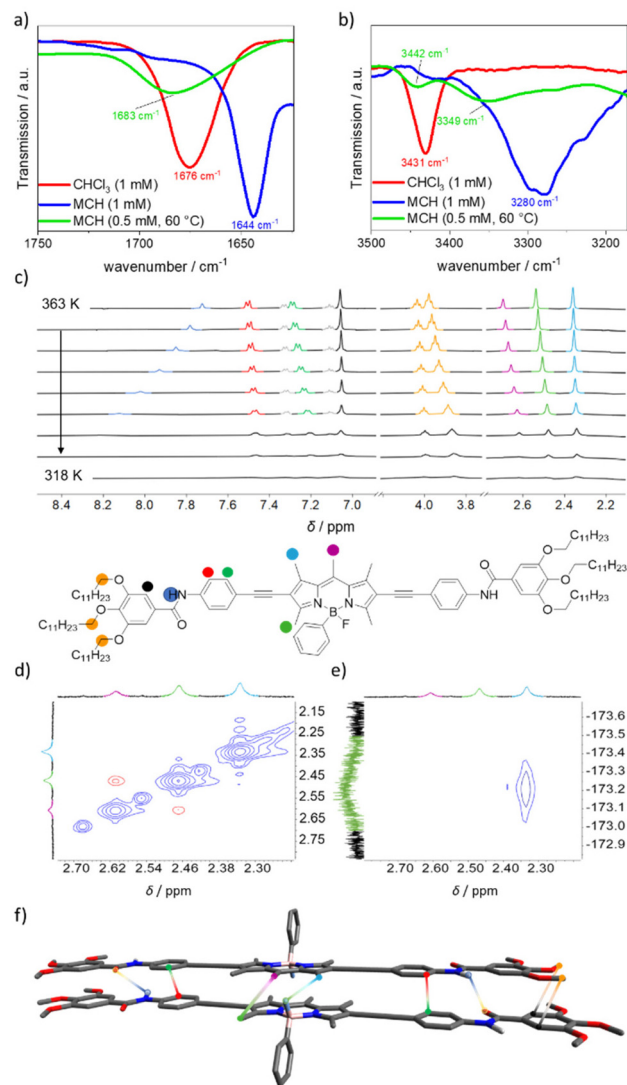 a)
b)
Transmission / a.u.
1683 cm⁻¹
1676 cm⁻¹
1644 cm⁻¹
CHCl₃ (1 mM)
MCH (1 mM)
MCH (0.5 mM, 60 °C)
1750 1700 1650
wavenumber / cm⁻¹
Transmission / a.u.
3442 cm⁻¹
3349 cm⁻¹
3431 cm⁻¹
3280 cm⁻¹
CHCl₃ (1 mM)
MCH (1 mM)
MCH (0.5 mM, 60 °C)
3500 3400 3300 3200
wavenumber / cm⁻¹
c)
363 K
318 K
8.4 8.2 8.0 7.8 7.6 7.4 7.2 7.0 4.0 3.8 2.6 2.4 2.2
δ / ppm
C₁₁H₂₃
O
C₁₁H₂₃
O
C₁₁H₂₃
O
O
HN
N
B
N
F
NH
O
O
C₁₁H₂₃
O
C₁₁H₂₃
O
C₁₁H₂₃
d)
2.15
2.35
2.55
2.75
2.70 2.62 2.54 2.46 2.38 2.30
δ / ppm
e)
-173.6
-173.5
-173.4
-173.3
-173.2
-173.1
-173.0
-172.9
2.70 2.60 2.50 2.40 2.30
δ / ppm
f)